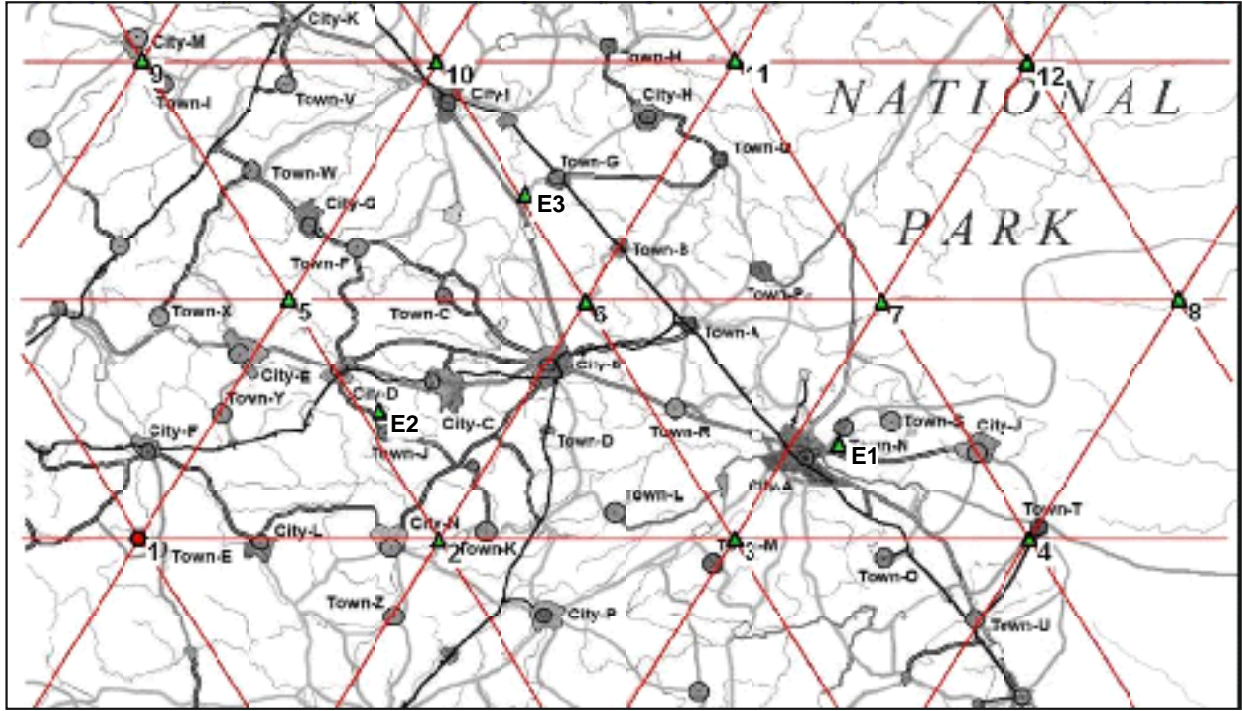 City-K
City-M
9
10
11
12
Town-H
Town-I
Town-V
City-I
City-H
NATIONAL
Town-W
Town-G
City-G
E3
PARK
Town-F
Town-B
5
Town-X
Town-C
6
7
8
City-E
City-D
Town-Y
E2
City-C
City-F
Town-J
Town-D
Town-R
Town-S
City-J
Town-N
E1
City-L
City-N
Town-L
Town-T
1
Town-E
2
Town-K
3
4
Town-O
Town-Z
City-P
Town-U